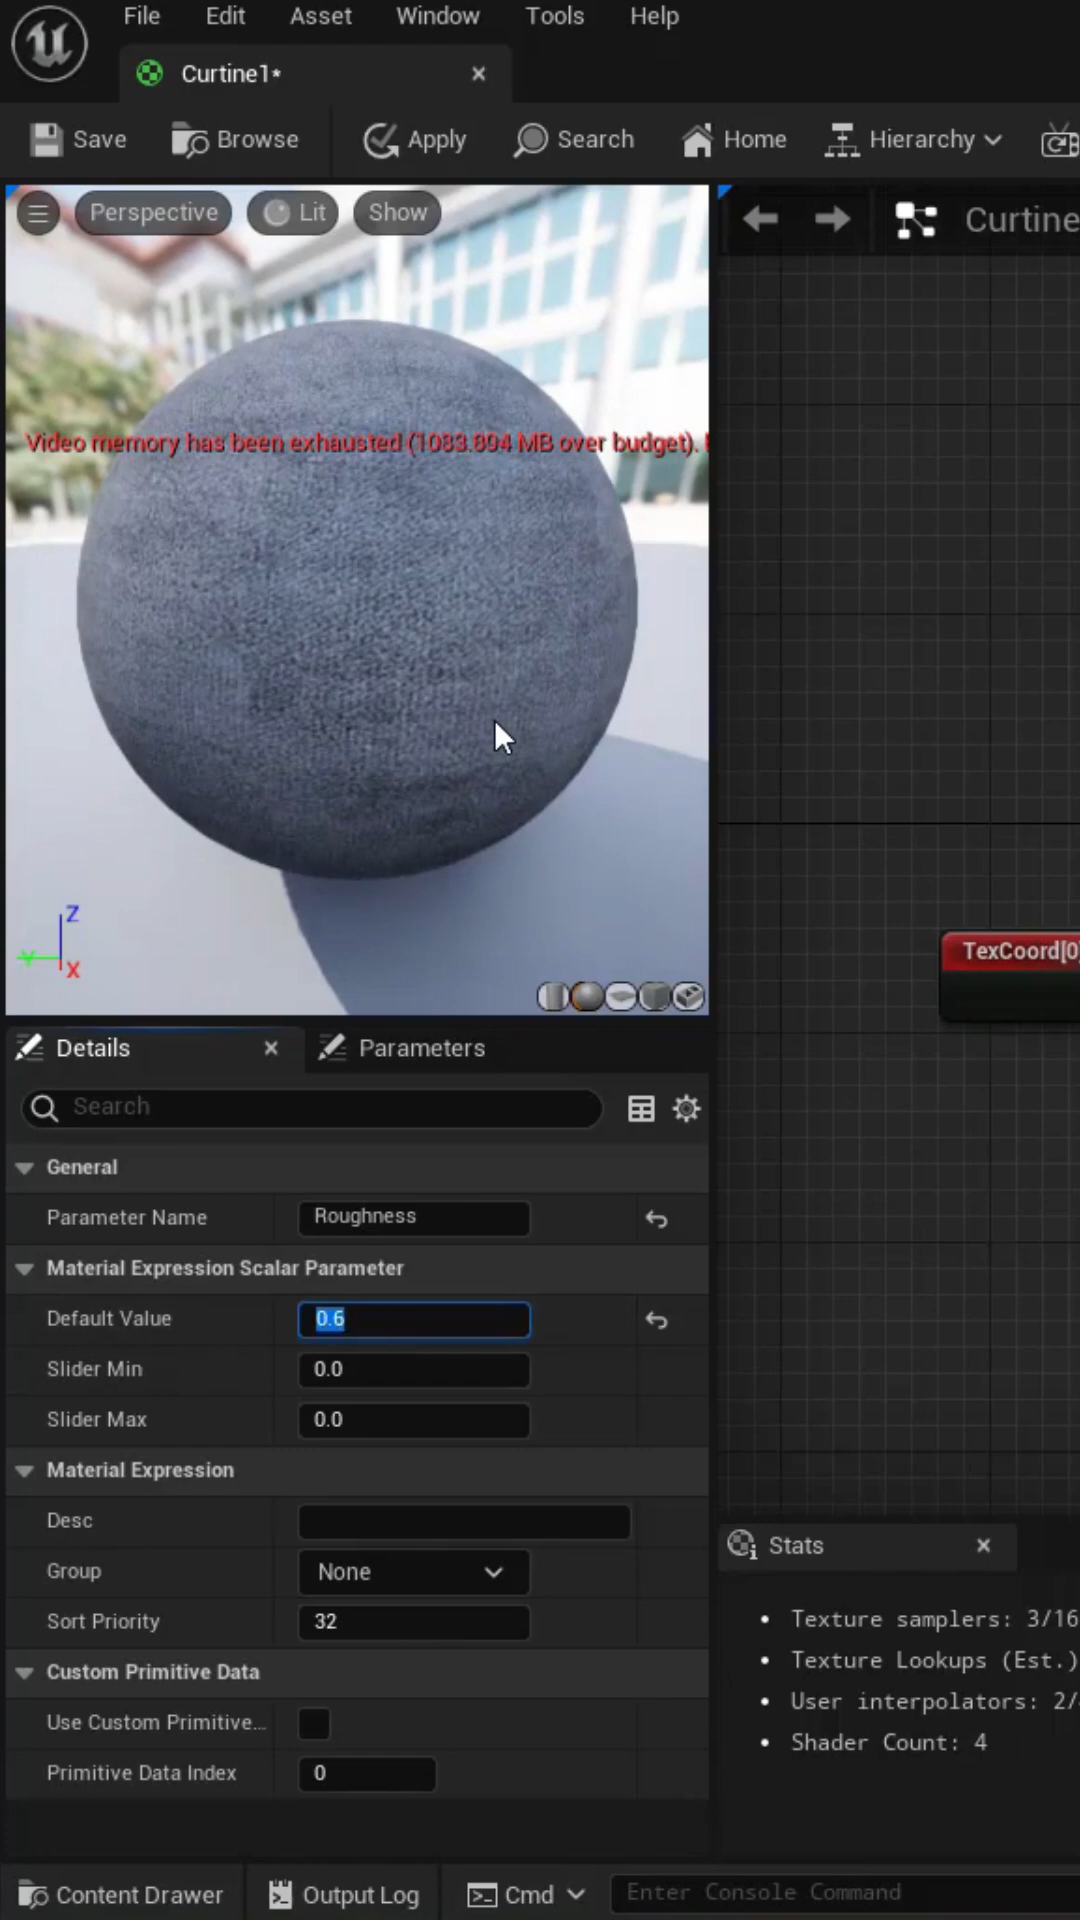 File Edit Asset Window Tools Help
Curtine1*
Save Browse Apply Search Home Hierarchy
Perspective Lit Show
Curtine
Video memory has been exhausted (1083.894 MB over budget).
Z
Y
X
TexCoord[0]
Details Parameters
Search
General
Parameter Name Roughness
Material Expression Scalar Parameter
Default Value 0.6
Slider Min 0.0
Slider Max 0.0
Material Expression
Desc
Group None
Sort Priority 32
Custom Primitive Data
Use Custom Primitive...
Primitive Data Index 0
Stats
• Texture samplers: 3/16
• Texture Lookups (Est.)
• User interpolators: 2/
• Shader Count: 4
Content Drawer Output Log Cmd Enter Console Command